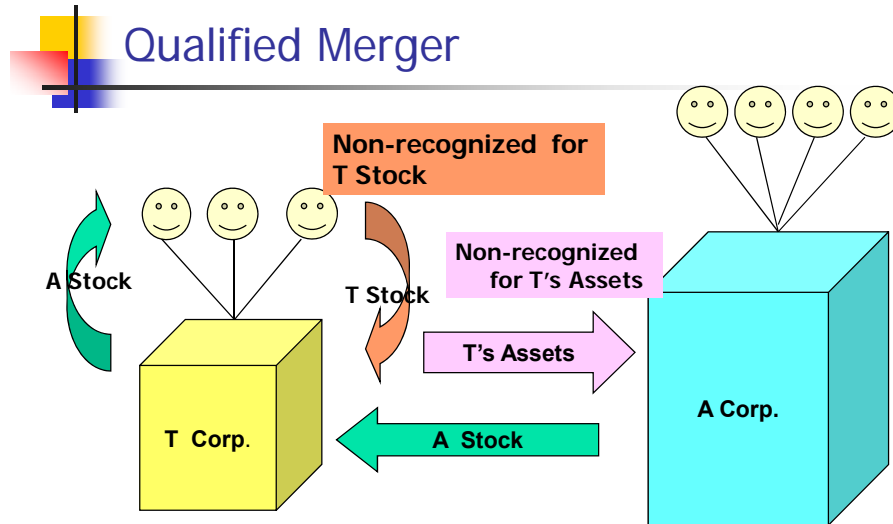 Qualified Merger
Non-recognized for
T Stock
Non-recognized
for T's Assets
A Stock
T Stock
T's Assets
A Corp.
T Corp.
A Stock